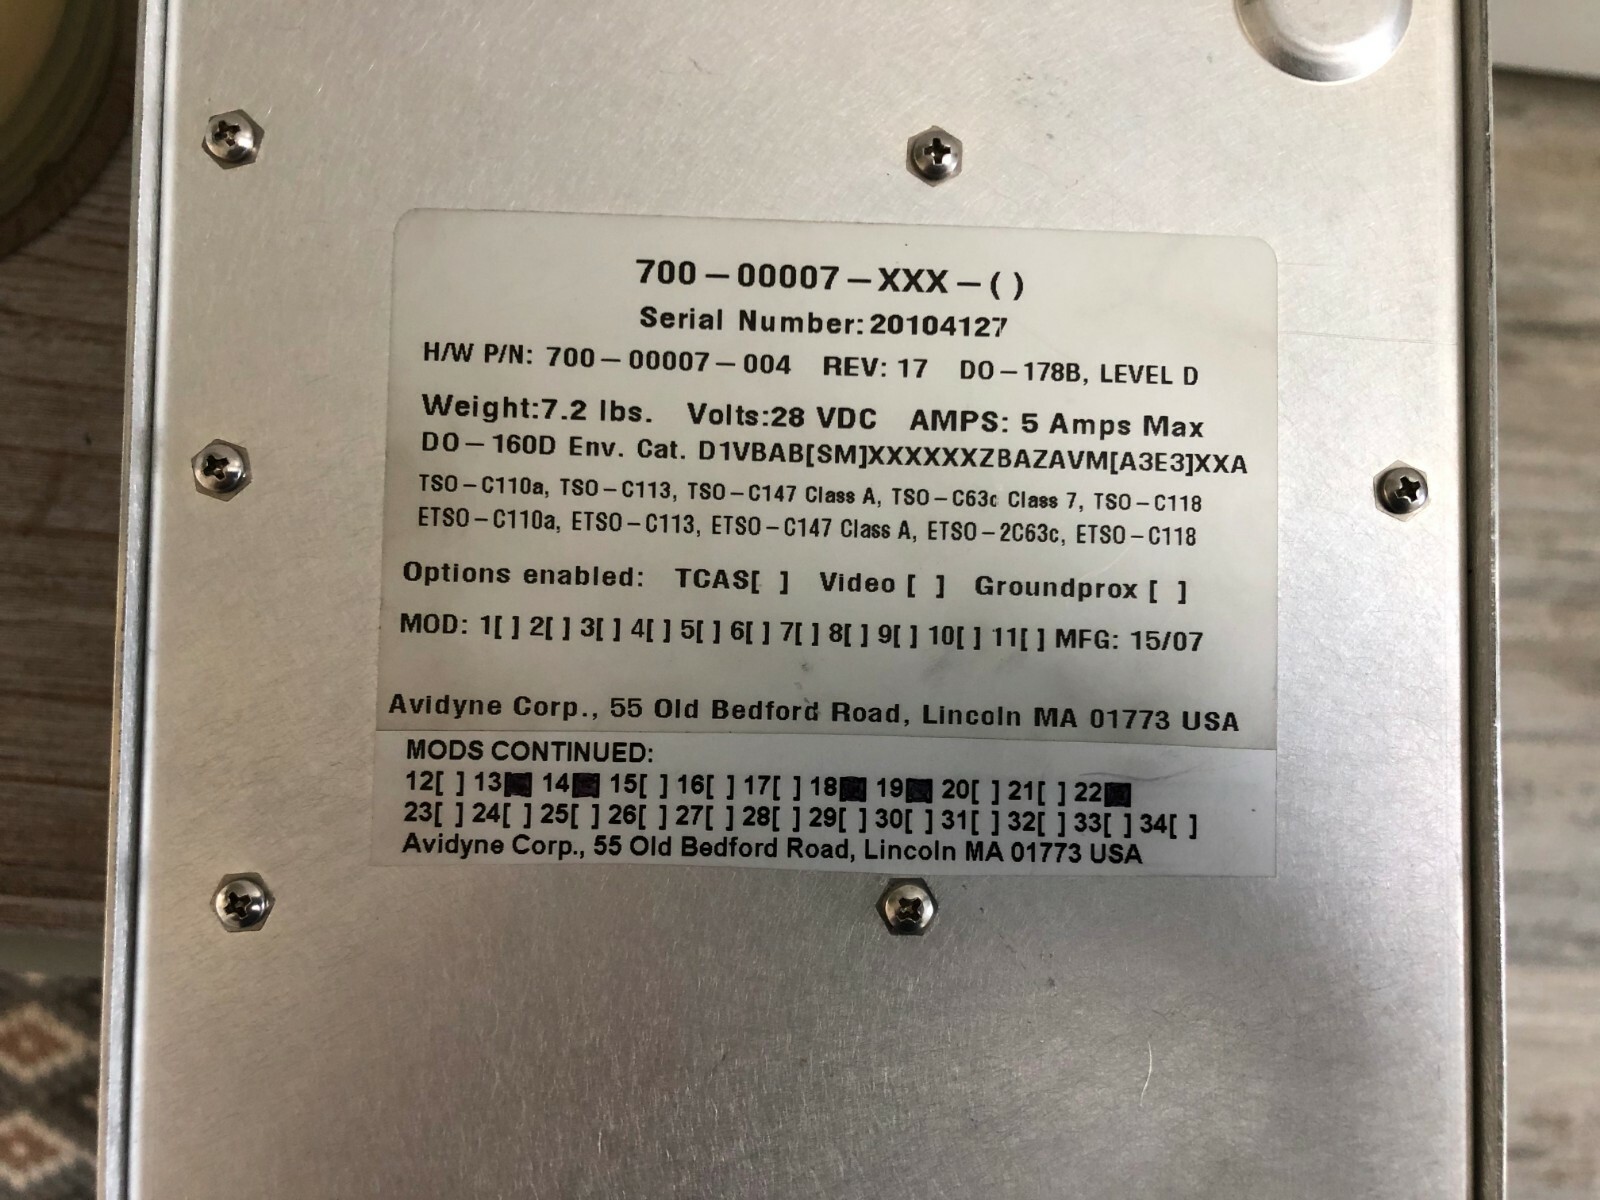 700-00007-XXX-( )
Serial Number: 20104127
H/W P/N: 700-00007-004 REV: 17 DO-178B, LEVEL D
Weight:7.2 lbs. Volts:28 VDC AMPS: 5 Amps Max
DO-160D Env. Cat. D1VBAB[SM]XXXXXXZBAZAVM[A3E3]XXA
TSO-C110a, TSO-C113, TSO-C147 Class A, TSO-C63c Class 7, TSO-C118
ETSO-C110a, ETSO-C113, ETSO-C147 Class A, ETSO-2C63c, ETSO-C118
Options enabled: TCAS[ ] Video [ ] Groundprox [ ]
MOD: 1[ ] 2[ ] 3[ ] 4[ ] 5[ ] 6[ ] 7[ ] 8[ ] 9[ ] 10[ ] 11[ ] MFG: 15/07
Avidyne Corp., 55 Old Bedford Road, Lincoln MA 01773 USA
MODS CONTINUED:
12[ ] 13■ 14■ 15[ ] 16[ ] 17[ ] 18■ 19■ 20[ ] 21[ ] 22■
23[ ] 24[ ] 25[ ] 26[ ] 27[ ] 28[ ] 29[ ] 30[ ] 31[ ] 32[ ] 33[ ] 34[ ]
Avidyne Corp., 55 Old Bedford Road, Lincoln MA 01773 USA